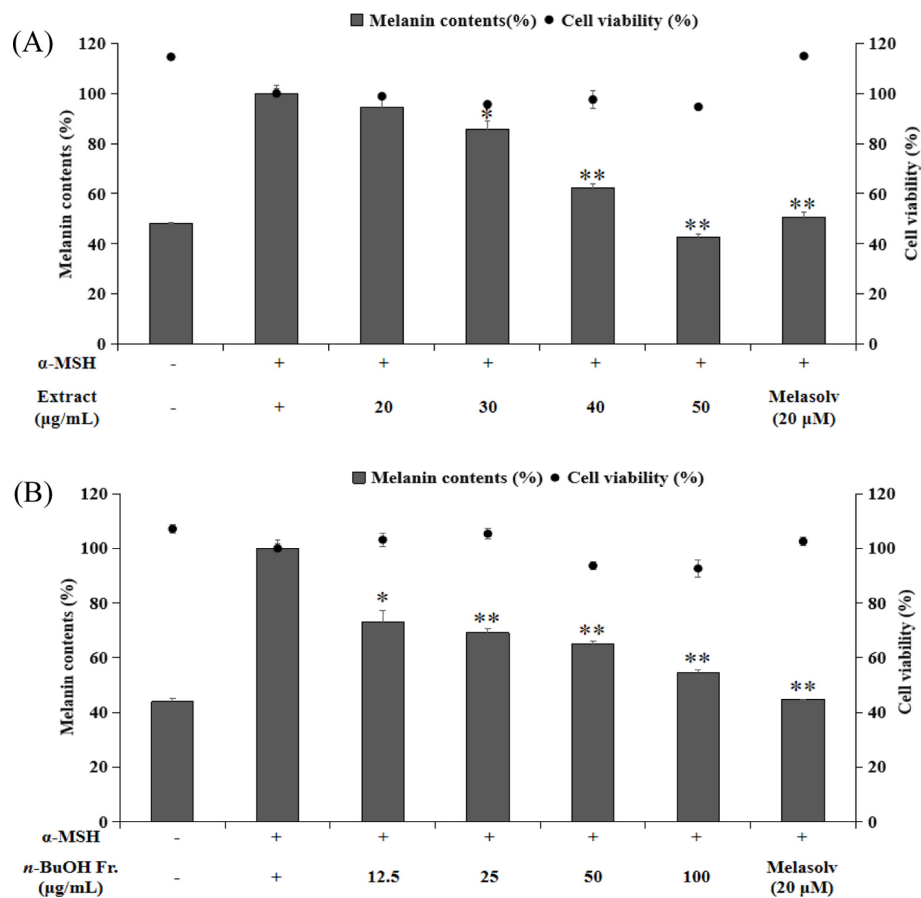 (A)
Melanin contents(%) Cell viability (%)
120 120
100 100
80 80
60 60
40 40
20 20
0 0
Melanin contents (%)
Cell viability (%)
* ** ** **
α-MSH - + + + + + +
Extract (μg/mL) - + 20 30 40 50 Melasolv (20 μM)
(B)
Melanin contents (%) Cell viability (%)
120 120
100 100
80 80
60 60
40 40
20 20
0 0
Melanin contents (%)
Cell viability (%)
* ** ** ** **
α-MSH - + + + + + +
n-BuOH Fr. (μg/mL) - + 12.5 25 50 100 Melasolv (20 μM)